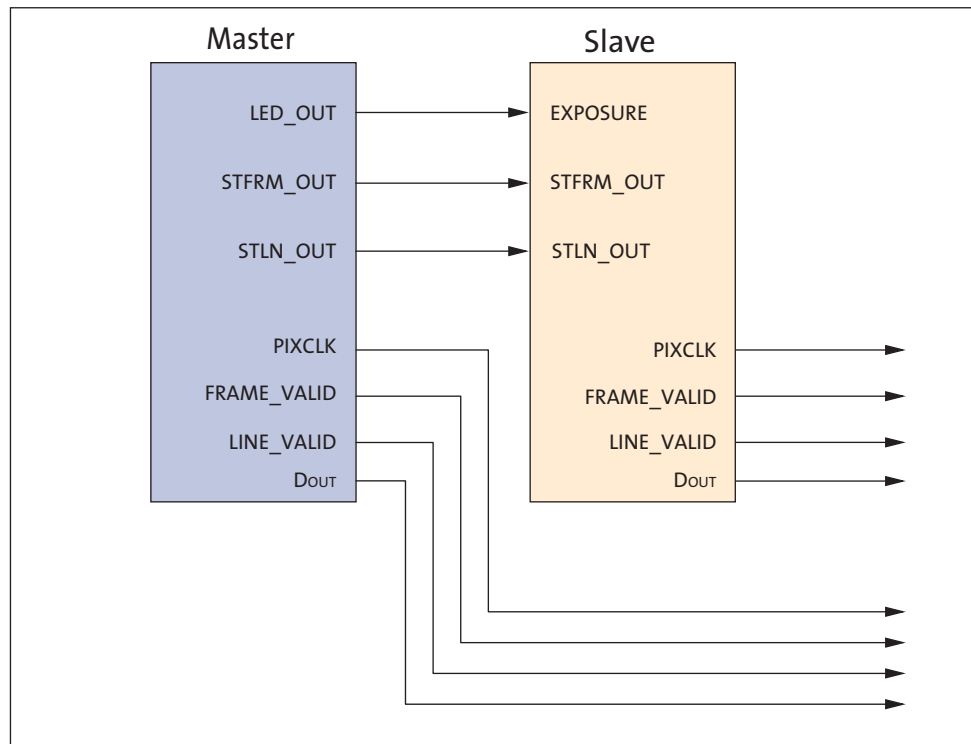 Master
Slave
LED_OUT
EXPOSURE
STFRM_OUT
STFRM_OUT
STLN_OUT
STLN_OUT
PIXCLK
PIXCLK
FRAME_VALID
FRAME_VALID
LINE_VALID
LINE_VALID
DOUT
DOUT